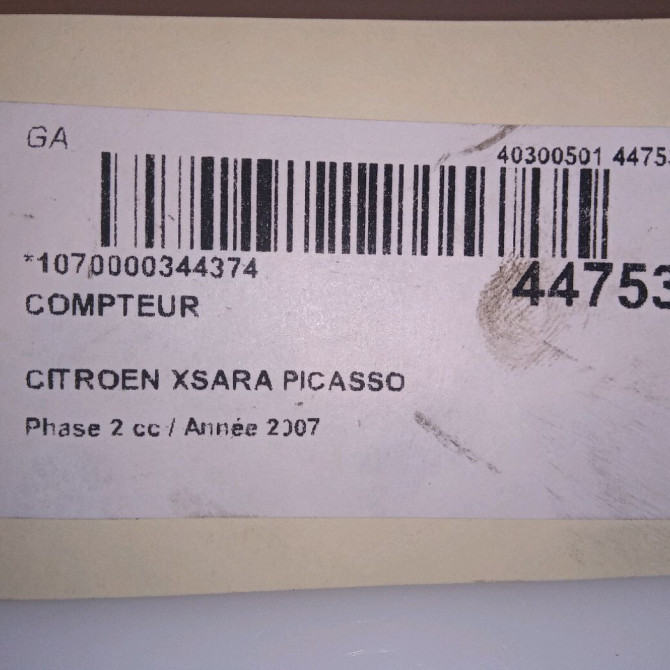 GA
40300501 4475
*1070000344374
44753
COMPTEUR
CITROEN XSARA PICASSO
Phase 2 cc / Année 2007